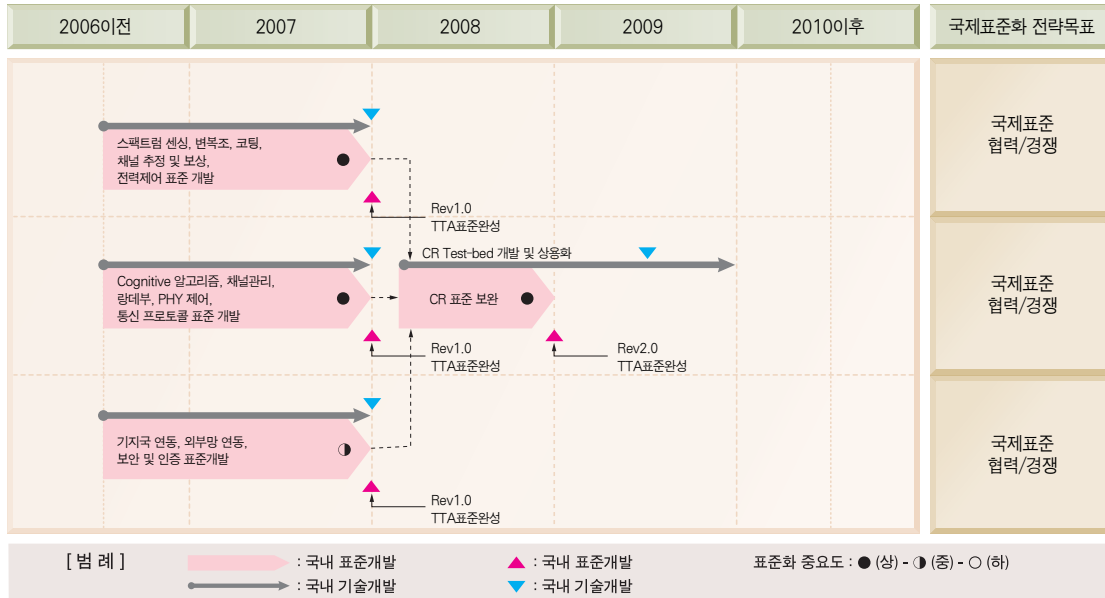 2006이전
2007
2008
2009
2010이후
국제표준화 전략목표
스팩트럼 센싱, 변복조, 코팅,
채널 추정 및 보상,
전력제어 표준 개발
●
Rev1.0
TTA표준완성
국제표준
협력/경쟁
CR Test-bed 개발 및 상용화
Cognitive 알고리즘, 채널관리,
랑데부, PHY 제어,
통신 프로토콜 표준 개발
●
CR 표준 보완
●
Rev1.0
TTA표준완성
Rev2.0
TTA표준완성
국제표준
협력/경쟁
기지국 연동, 외부망 연동,
보안 및 인증 표준개발
◑
Rev1.0
TTA표준완성
국제표준
협력/경쟁
[ 범 례 ]
: 국내 표준개발
: 국내 표준개발
표준화 중요도 : ● (상) - ◑ (중) - ○ (하)
: 국내 기술개발
: 국내 기술개발